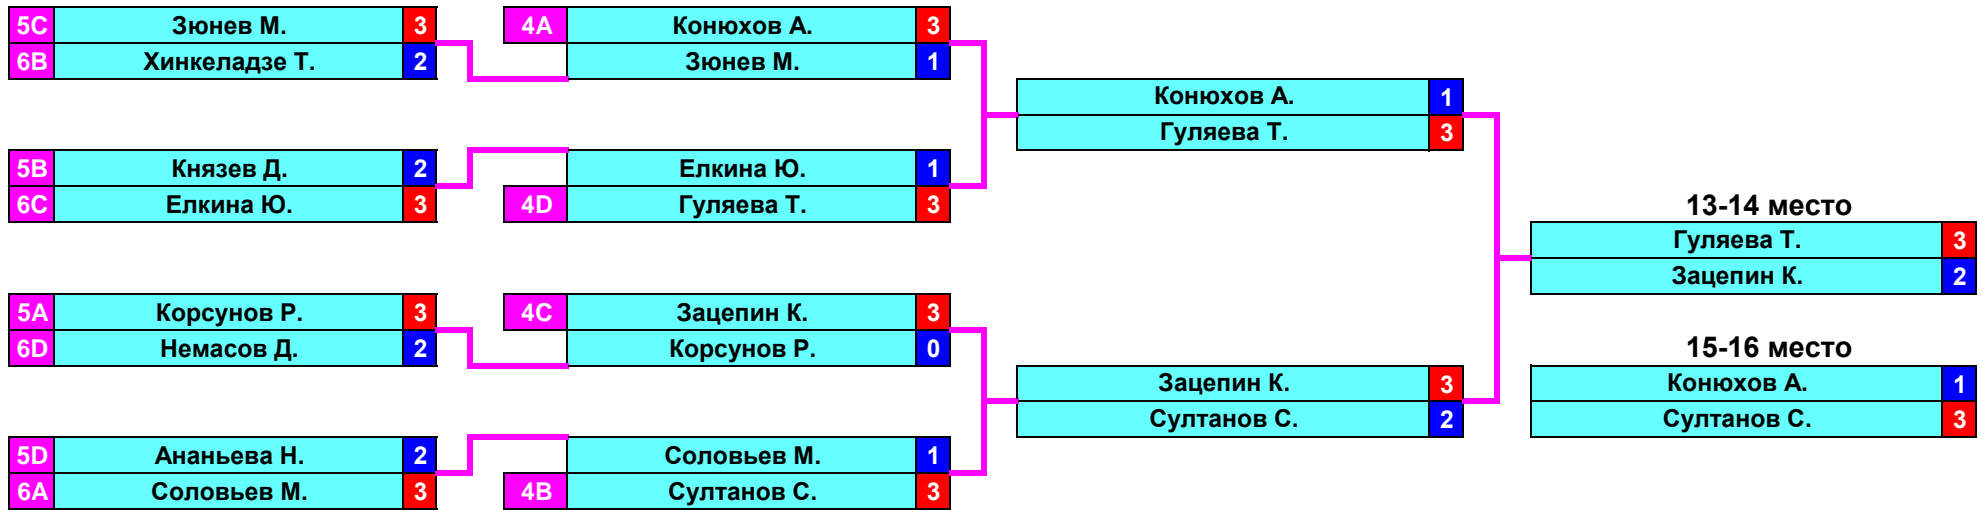 5C Зюнев М. 3 4A Конюхов А. 3
6B Хинкеладзе Т. 2 Зюнев М. 1
Конюхов А. 1
Гуляева Т. 3
5B Князев Д. 2 Елкина Ю. 1
6C Елкина Ю. 3 4D Гуляева Т. 3
13-14 место
Гуляева Т. 3
Зацепин К. 2
5A Корсунов Р. 3 4C Зацепин К. 3
6D Немасов Д. 2 Корсунов Р. 0
15-16 место
Зацепин К. 3 Конюхов А. 1
Султанов С. 2 Султанов С. 3
5D Ананьева Н. 2 Соловьев М. 1
6A Соловьев М. 3 4B Султанов С. 3